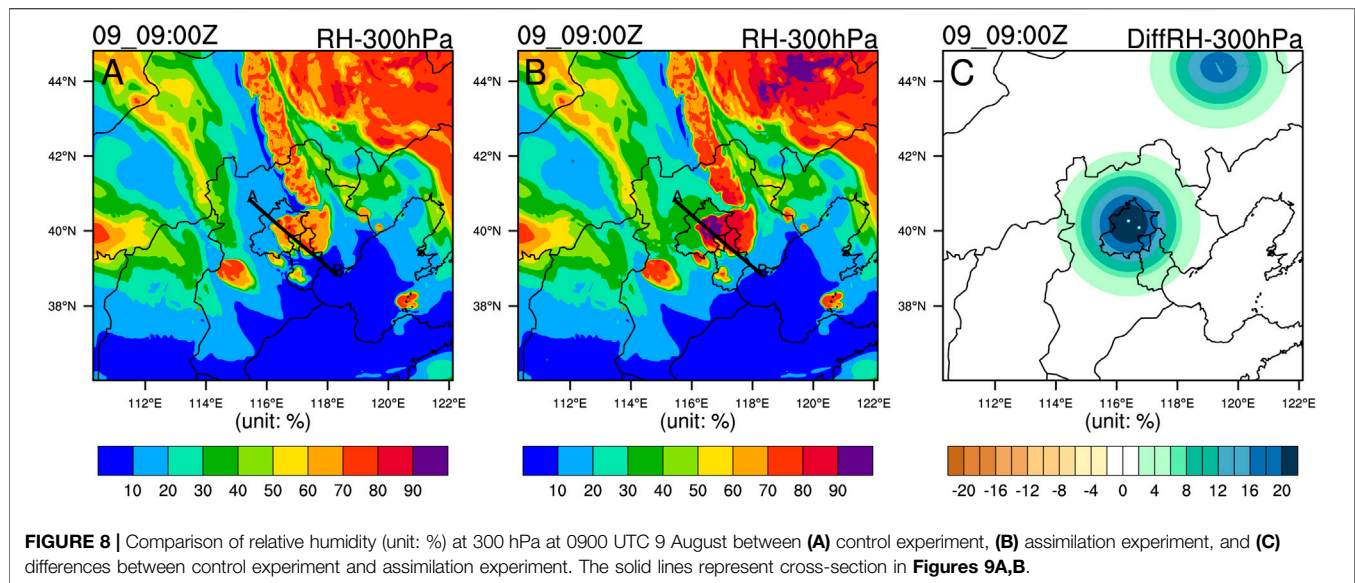 09_09:00Z RH-300hPa
A
44°N
42°N
40°N
38°N
A
B
112°E 114°E 116°E 118°E 120°E 122°E
(unit: %)
10 20 30 40 50 60 70 80 90
09_09:00Z RH-300hPa
B
44°N
42°N
40°N
38°N
A
B
112°E 114°E 116°E 118°E 120°E 122°E
(unit: %)
10 20 30 40 50 60 70 80 90
09_09:00Z DiffRH-300hPa
C
44°N
42°N
40°N
38°N
112°E 114°E 116°E 118°E 120°E 122°E
(unit: %)
-20 -16 -12 -8 -4 0 4 8 12 16 20
FIGURE 8 | Comparison of relative humidity (unit: %) at 300 hPa at 0900 UTC 9 August between (A) control experiment, (B) assimilation experiment, and (C)
differences between control experiment and assimilation experiment. The solid lines represent cross-section in Figures 9A,B.